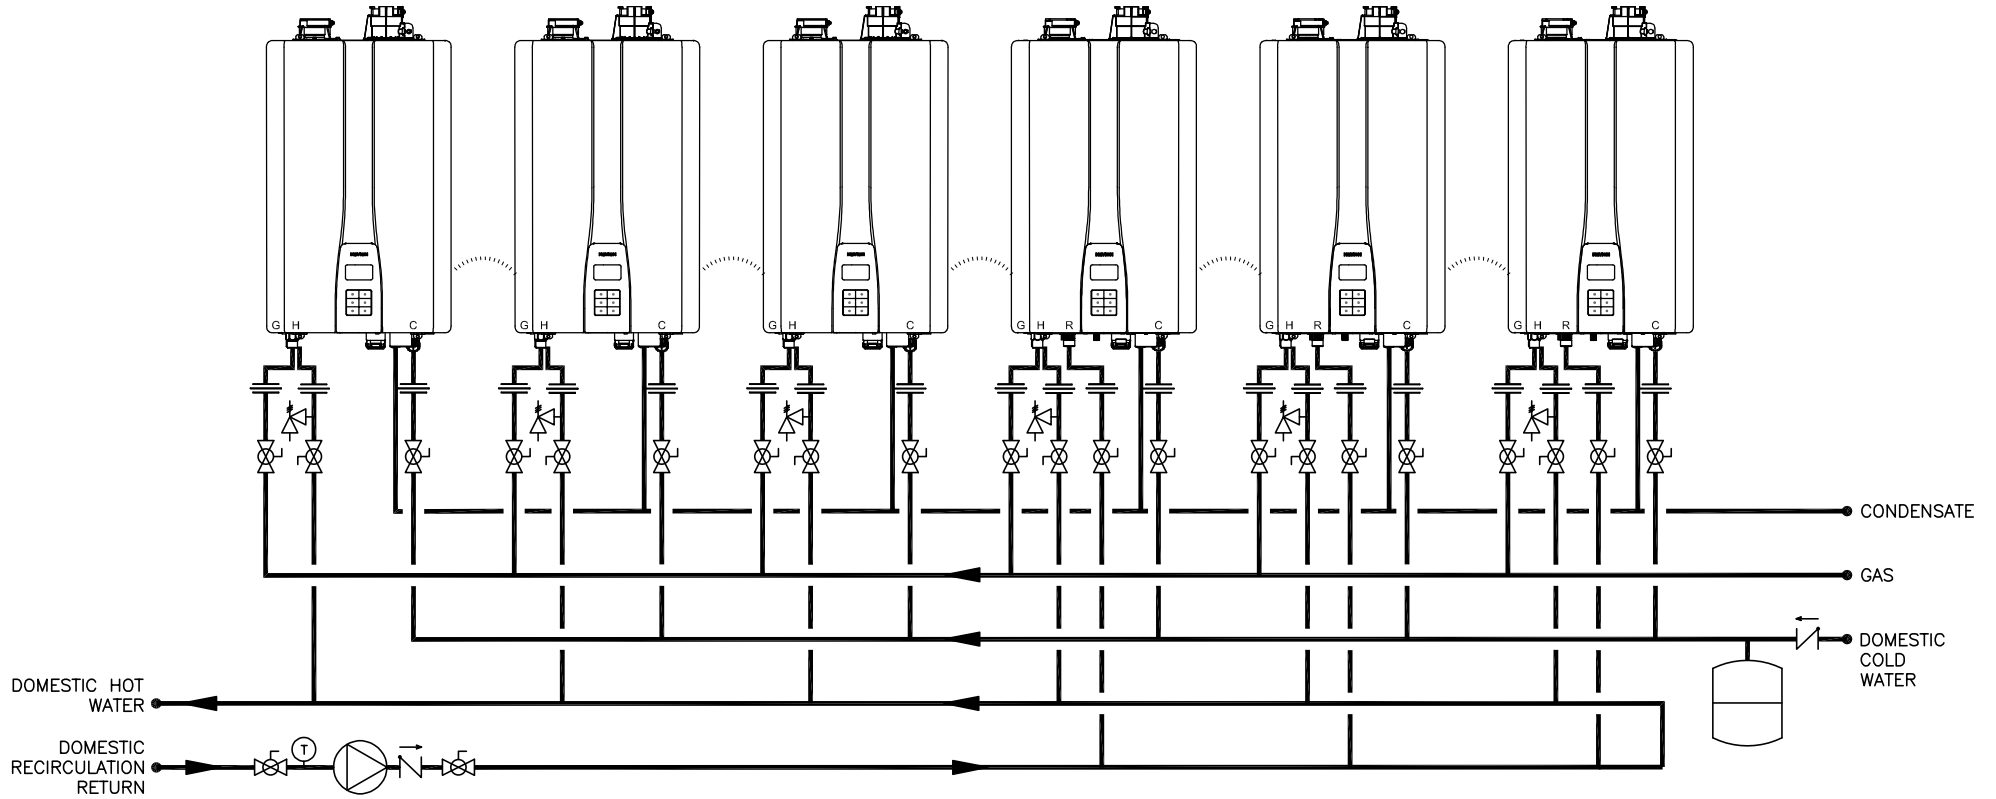 G H C
G H C
G H C
G H R C
G H R C
G H R C
CONDENSATE
GAS
DOMESTIC
COLD
WATER
DOMESTIC HOT
WATER
DOMESTIC
RECIRCULATION
RETURN
T